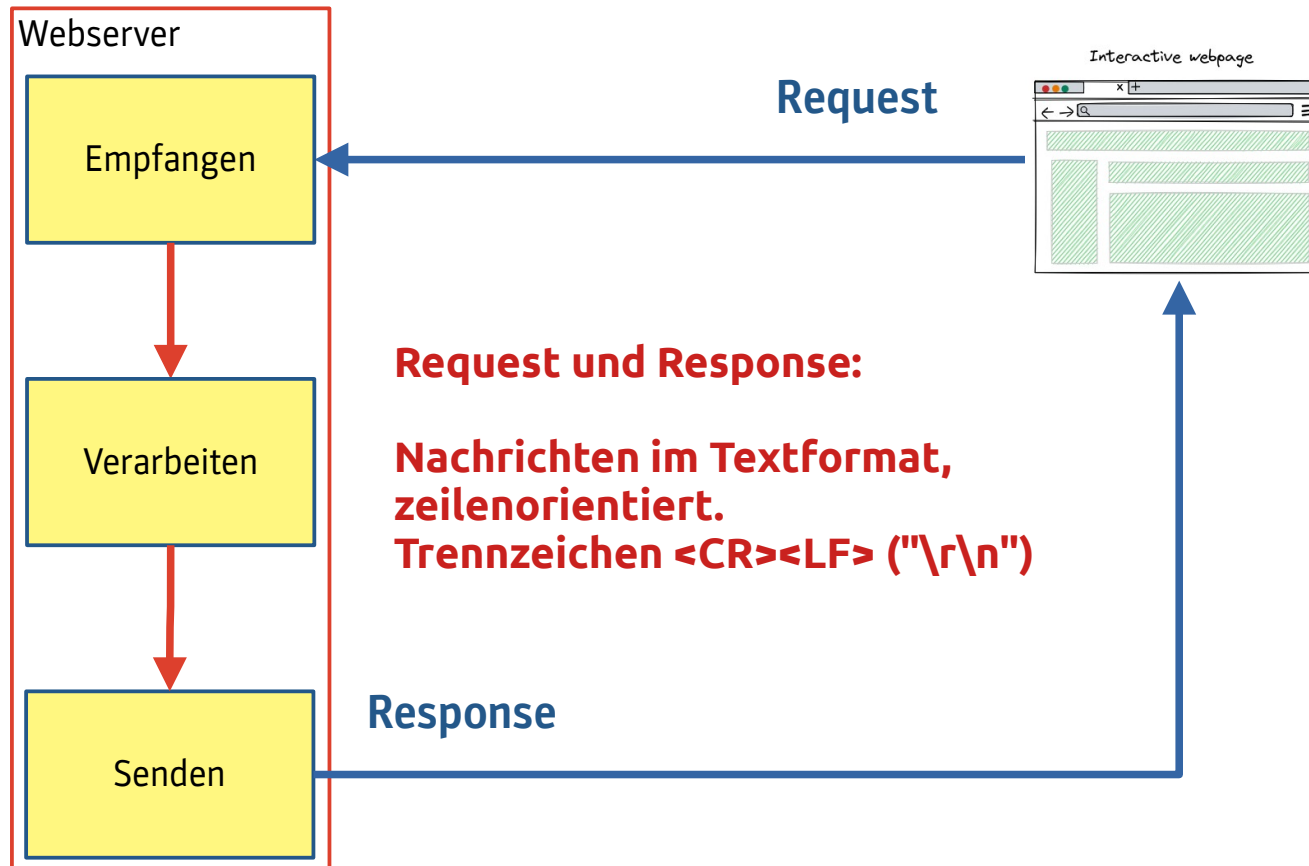 Webserver
Interactive webpage
x +
Request
Empfangen
Request und Response:
Verarbeiten
Nachrichten im Textformat,
zeilenorientiert.
Trennzeichen <CR><LF> ("\r\n")
Response
Senden